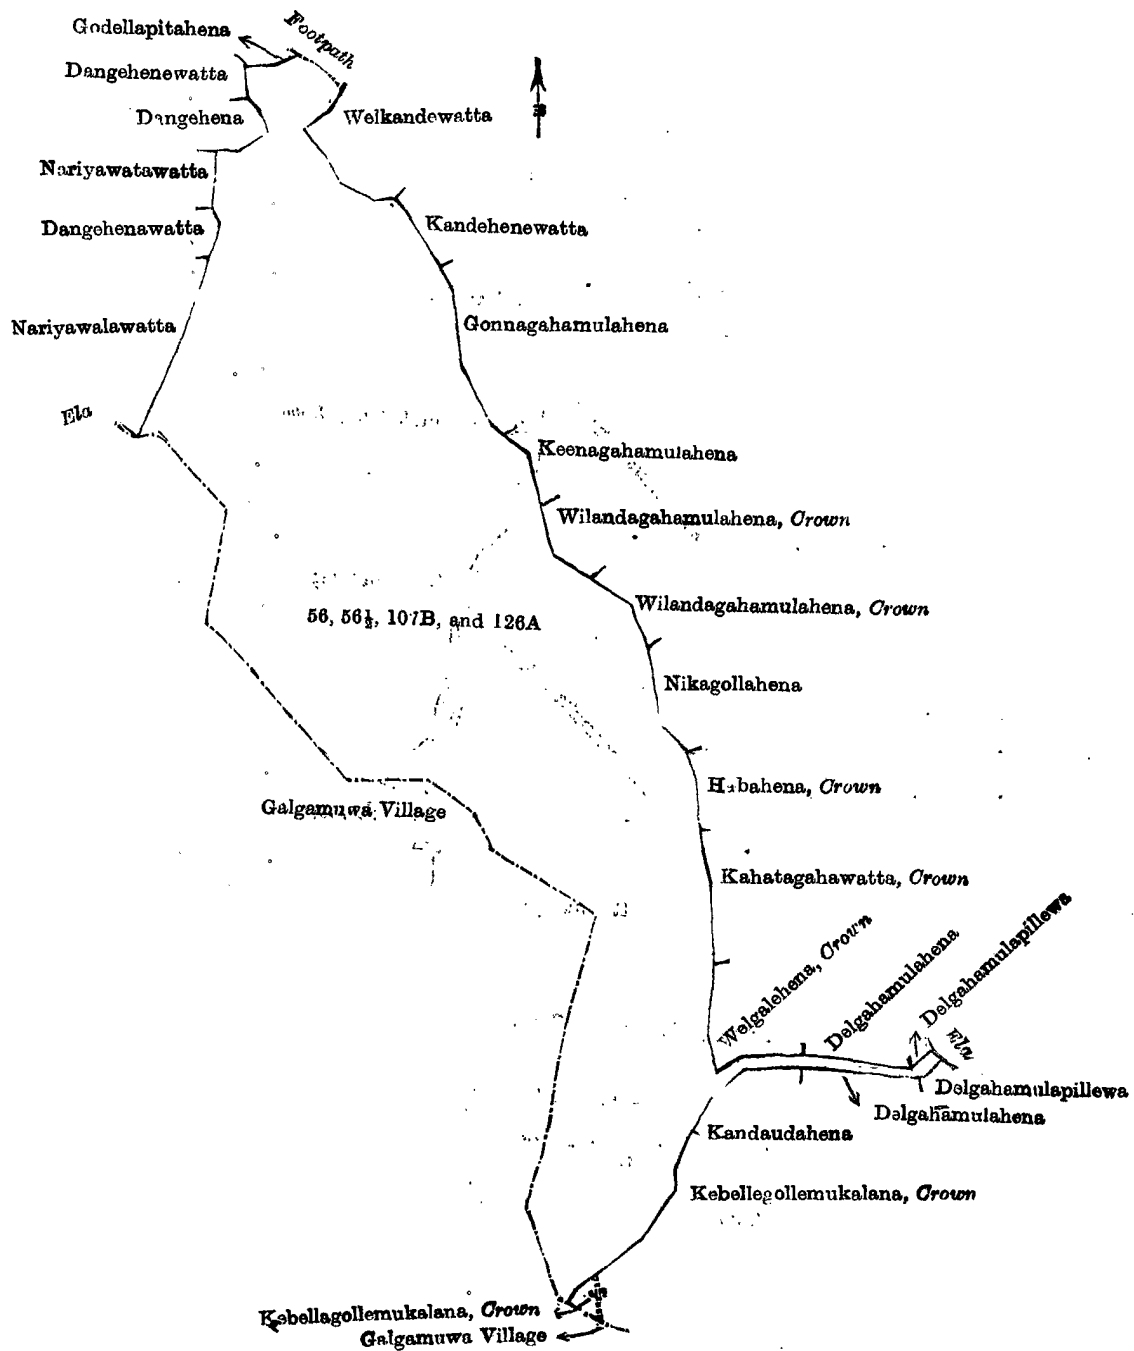 Godellapitahena
Footpath
Dangehenewatta
Dangehena
Welkandewatta
Nariyawatawatta
Dangehenawatta
Kandehenewatta
Nariyawalawatta
Gonnagahamulahena
Ela
Keenagahamulahena
Wilandagahamulahena, Crown
56, 56½, 107B, and 126A
Wilandagahamulahena, Crown
Nikagollahena
Galgamuwa Village
Kahatagahawatta, Crown
Welgalehena, Crown
Delgahamulahena
Delgahamulapillewa
Ela
Delgahamulapillewa
Delgahamulahena
Kandaudahena
Kebellegollemukalana, Crown
Kebellagollemukalana, Crown
Galgamuwa Village